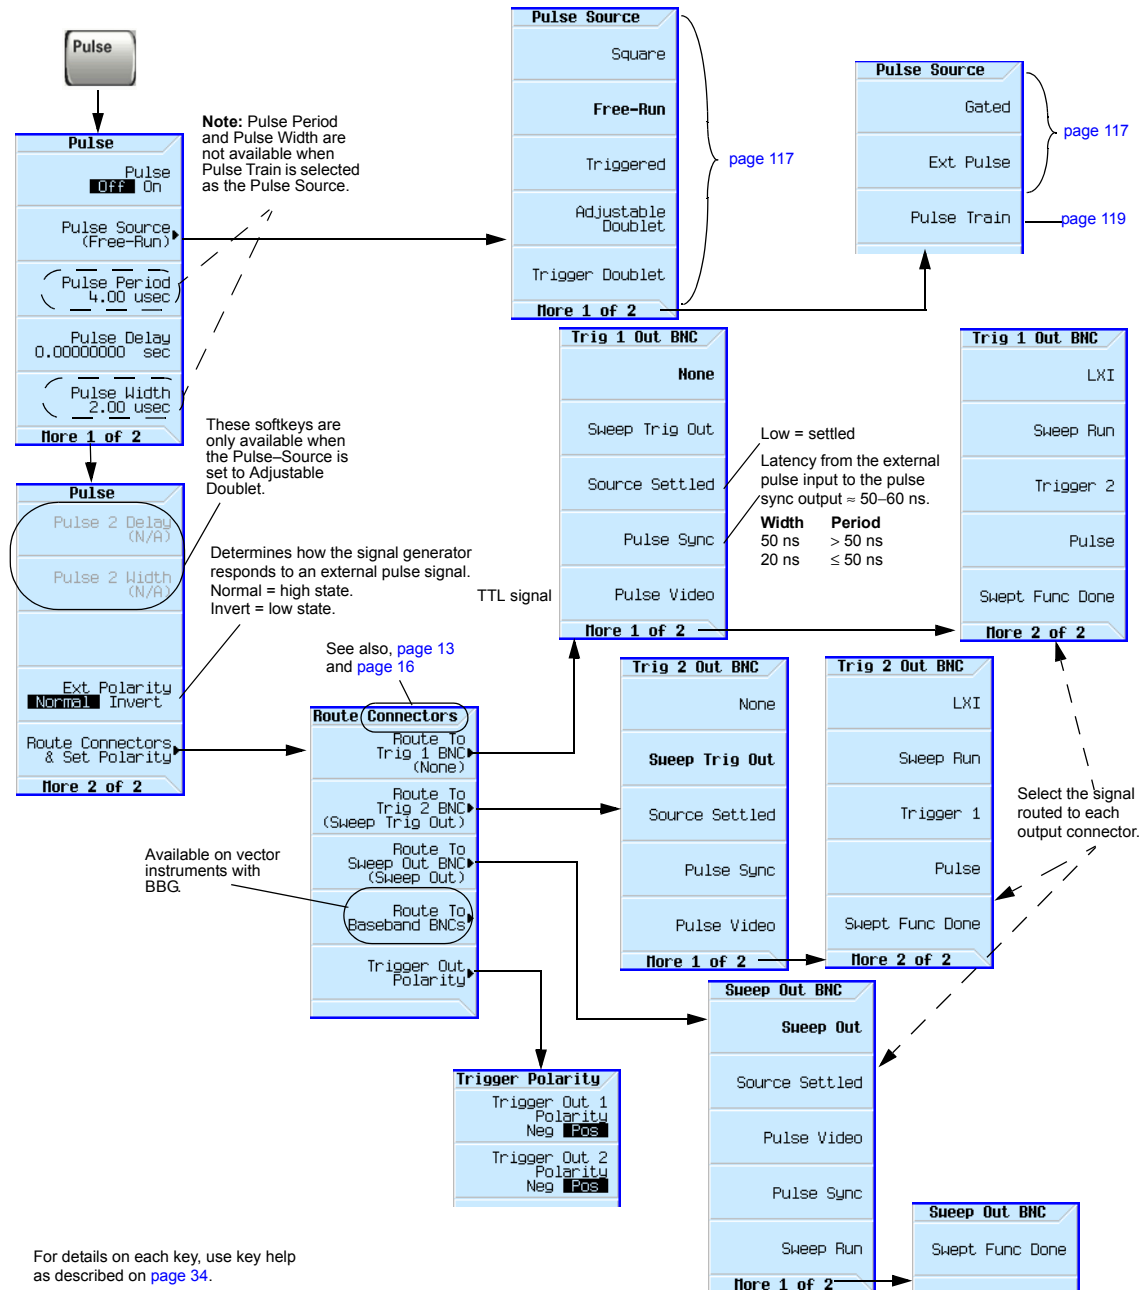 Pulse
Note: Pulse Period
and Pulse Width are
not available when
Pulse Train is selected
as the Pulse Source.
Pulse
Pulse
Off On
Pulse Source
(Free-Run)
Pulse Period
4.00 usec
Pulse Delay
0.00000000 sec
Pulse Width
2.00 usec
More 1 of 2
Pulse Source
Square
Free-Run
Triggered
Adjustable
Doublet
Trigger Doublet
More 1 of 2
page 117
Pulse Source
Gated
Ext Pulse
Pulse Train
page 117
page 119
These softkeys are
only available when
the Pulse–Source is
set to Adjustable
Doublet.
Pulse
Pulse 2 Delay
(N/A)
Pulse 2 Width
(N/A)
Ext Polarity
Normal Invert
Route Connectors
& Set Polarity
More 2 of 2
Determines how the signal generator
responds to an external pulse signal.
Normal = high state.
Invert = low state.
See also, page 13
and page 16
TTL signal
Trig 1 Out BNC
None
Sweep Trig Out
Source Settled
Pulse Sync
Pulse Video
More 1 of 2
Low = settled
Latency from the external
pulse input to the pulse
sync output ≈ 50–60 ns.
Width Period
50 ns > 50 ns
20 ns ≤ 50 ns
Trig 1 Out BNC
LXI
Sweep Run
Trigger 2
Pulse
Swept Func Done
More 2 of 2
Route Connectors
Route To
Trig 1 BNC
(None)
Route To
Trig 2 BNC
(Sweep Trig Out)
Route To
Sweep Out BNC
(Sweep Out)
Route To
Baseband BNCs
Trigger Out
Polarity
Available on vector
instruments with
BBG.
Trig 2 Out BNC
None
Sweep Trig Out
Source Settled
Pulse Sync
Pulse Video
More 1 of 2
Trig 2 Out BNC
LXI
Sweep Run
Trigger 1
Pulse
Swept Func Done
More 2 of 2
Select the signal
routed to each
output connector.
Trigger Polarity
Trigger Out 1
Polarity
Neg Pos
Trigger Out 2
Polarity
Neg Pos
Sweep Out BNC
Sweep Out
Source Settled
Pulse Video
Pulse Sync
Sweep Run
More 1 of 2
Sweep Out BNC
Swept Func Done
For details on each key, use key help
as described on page 34.